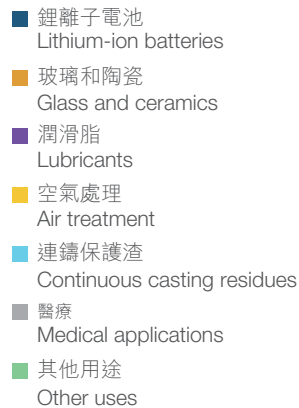 鋰離子電池
Lithium-ion batteries
玻璃和陶瓷
Glass and ceramics
潤滑脂
Lubricants
空氣處理
Air treatment
連鑄保護渣
Continuous casting residues
醫療
Medical applications
其他用途
Other uses